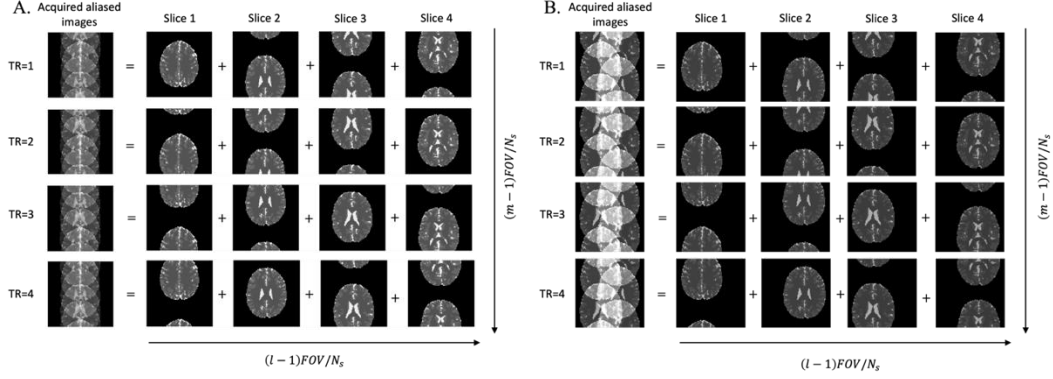 A.
Acquired aliased
images
Slice 1
Slice 2
Slice 3
Slice 4
TR=1
=
+
+
+
TR=2
=
+
+
+
TR=3
=
+
+
+
TR=4
=
+
+
+
(m − 1)FOV/Nₛ
(l − 1)FOV/Nₛ
B.
Acquired aliased
images
Slice 1
Slice 2
Slice 3
Slice 4
TR=1
=
+
+
+
TR=2
=
+
+
+
TR=3
=
+
+
+
TR=4
=
+
+
+
(m − 1)FOV/Nₛ
(l − 1)FOV/Nₛ